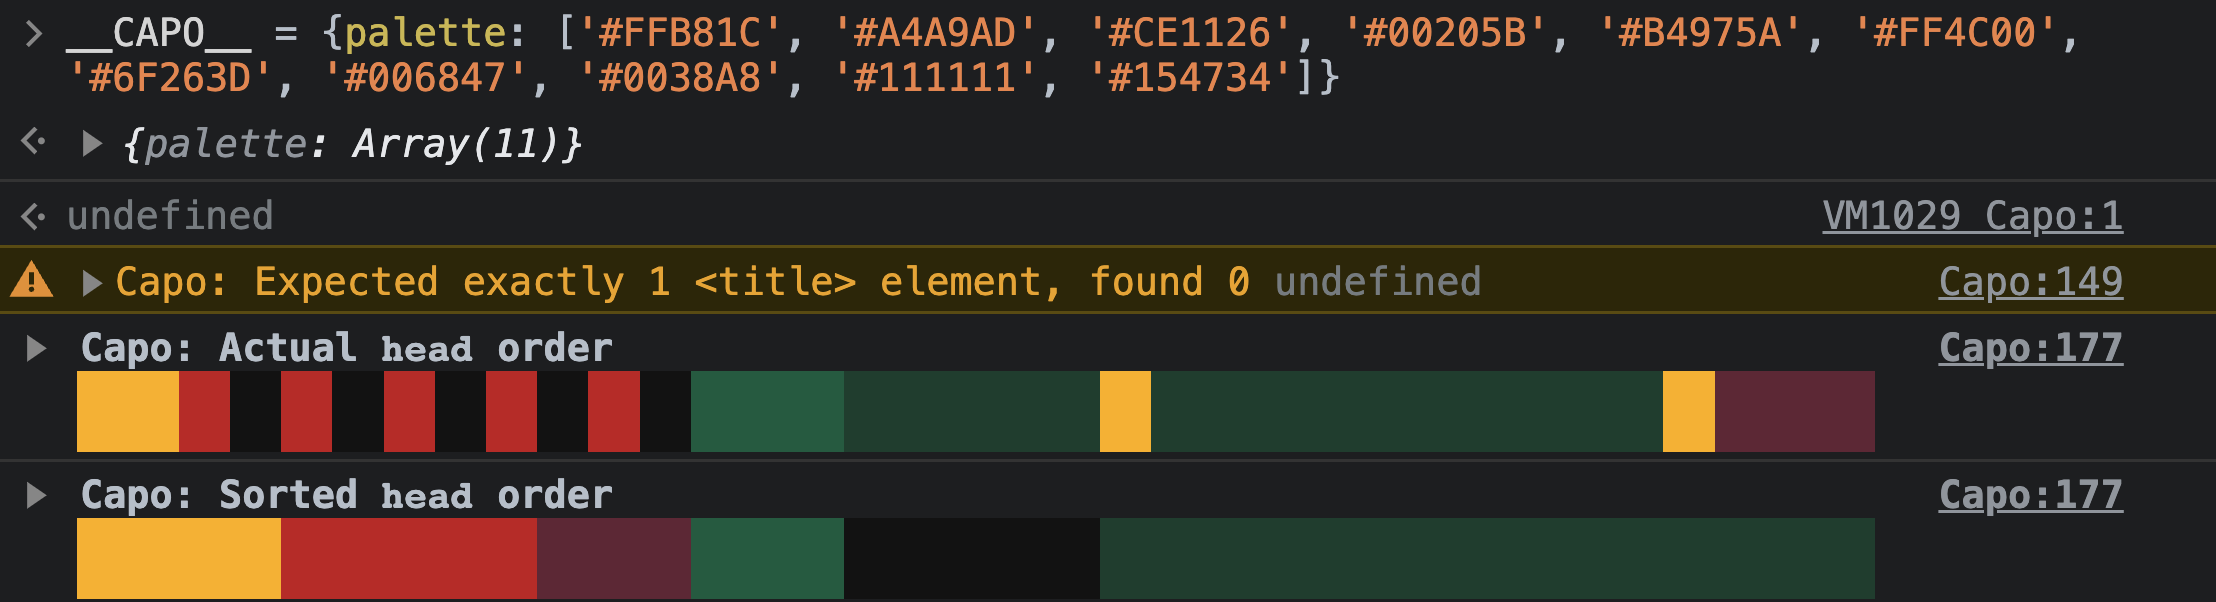 > __CAPO__ = {palette: ['#FFB81C', '#A4A9AD', '#CE1126', '#00205B', '#B4975A', '#FF4C00',
'#6F263D', '#006847', '#0038A8', '#111111', '#154734']}
{palette: Array(11)}
undefined VM1029 Capo:1
Capo: Expected exactly 1 <title> element, found 0 undefined Capo:149
Capo: Actual head order Capo:177
Capo: Sorted head order Capo:177